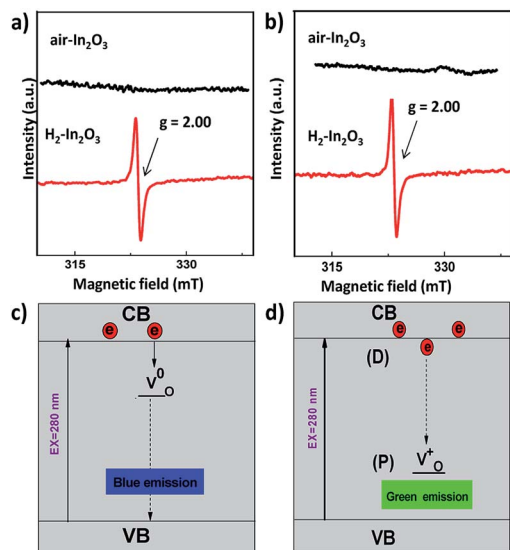 a)
air-In₂O₃
H₂-In₂O₃
g = 2.00
Intensity (a.u.)
315
330
Magnetic field (mT)
b)
air-In₂O₃
H₂-In₂O₃
g = 2.00
Intensity (a.u.)
315
330
Magnetic field (mT)
c)
CB
e
e
V⁰O
EX=280 nm
Blue emission
VB
d)
CB
e
e
e
(D)
EX=280 nm
(P)
V⁺O
Green emission
VB